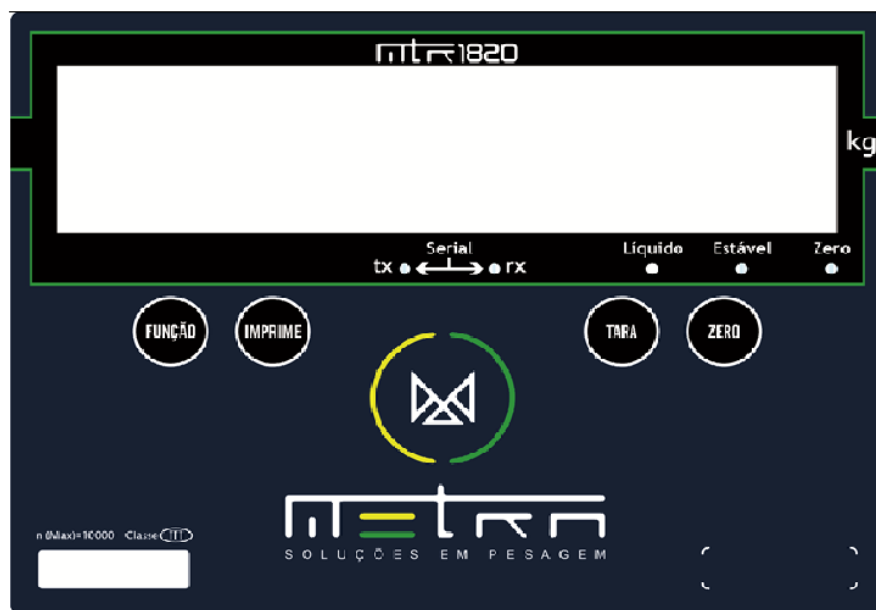 mtr1820
kg
Serial
tx rx
Líquido Estável Zero
FUNÇÃO IMPRIME TARA ZERO
n (Max)=10000 Classe III
metra
SOLUÇÕES EM PESAGEM